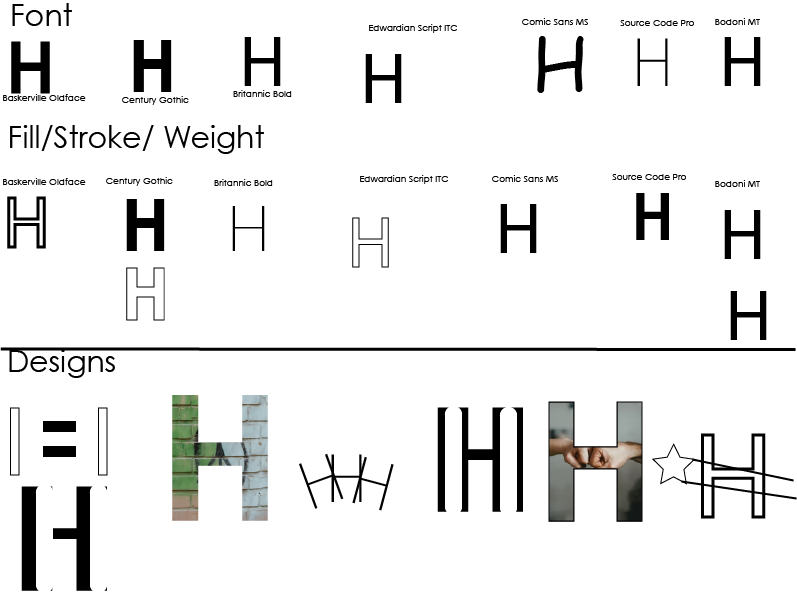 Font
Edwardian Script ITC
Comic Sans MS
Source Code Pro
Bodoni MT
H H H H H H H
Baskerville Oldface
Century Gothic
Britannic Bold
Fill/Stroke/ Weight
Baskerville Oldface
Century Gothic
Britannic Bold
Edwardian Script ITC
Comic Sans MS
Source Code Pro
Bodoni MT
H H H H H H H
H H
Designs
H H H H H H
H